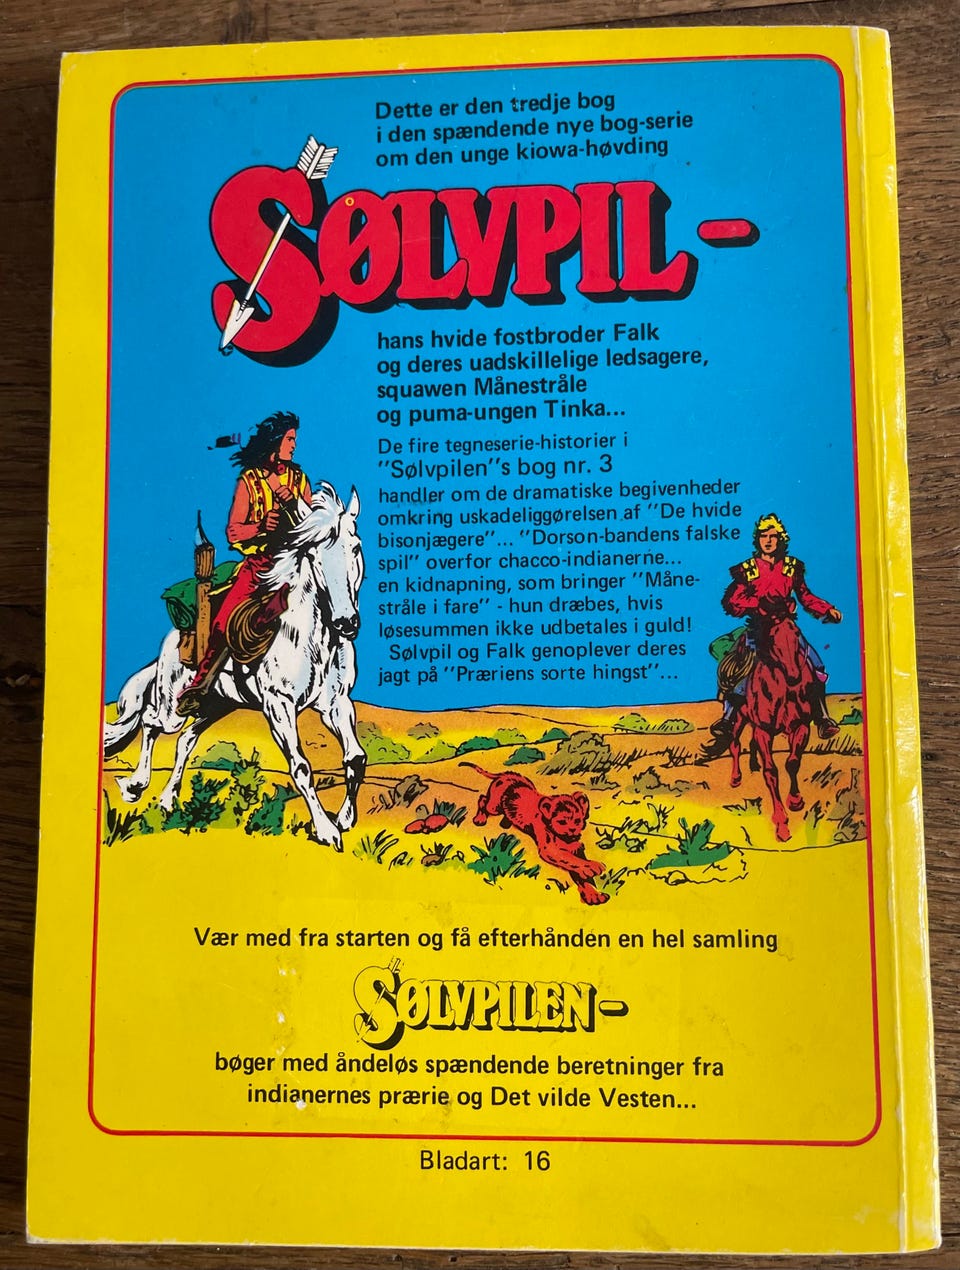 Dette er den tredje bog
i den spændende nye bog-serie
om den unge kiowa-høvding
SØLVPIL -
hans hvide fostbroder Falk
og deres uadskillelige ledsagere,
squawen Månestråle
og puma-ungen Tinka...
De fire tegneserie-historier i
''Sølvpilen''s bog nr. 3
handler om de dramatiske begivenheder
omkring uskadeliggørelsen af ''De hvide
bisonjægere''... ''Dorson-bandens falske
spil'' overfor chacco-indianerne...
en kidnapning, som bringer ''Måne-
stråle i fare'' - hun dræbes, hvis
løsesummen ikke udbetales i guld!
Sølvpil og Falk genoplever deres
jagt på ''Præriens sorte hingst''...
Vær med fra starten og få efterhånden en hel samling
SØLVPILEN -
bøger med åndeløs spændende beretninger fra
indianernes prærie og Det vilde Vesten...
Bladart: 16